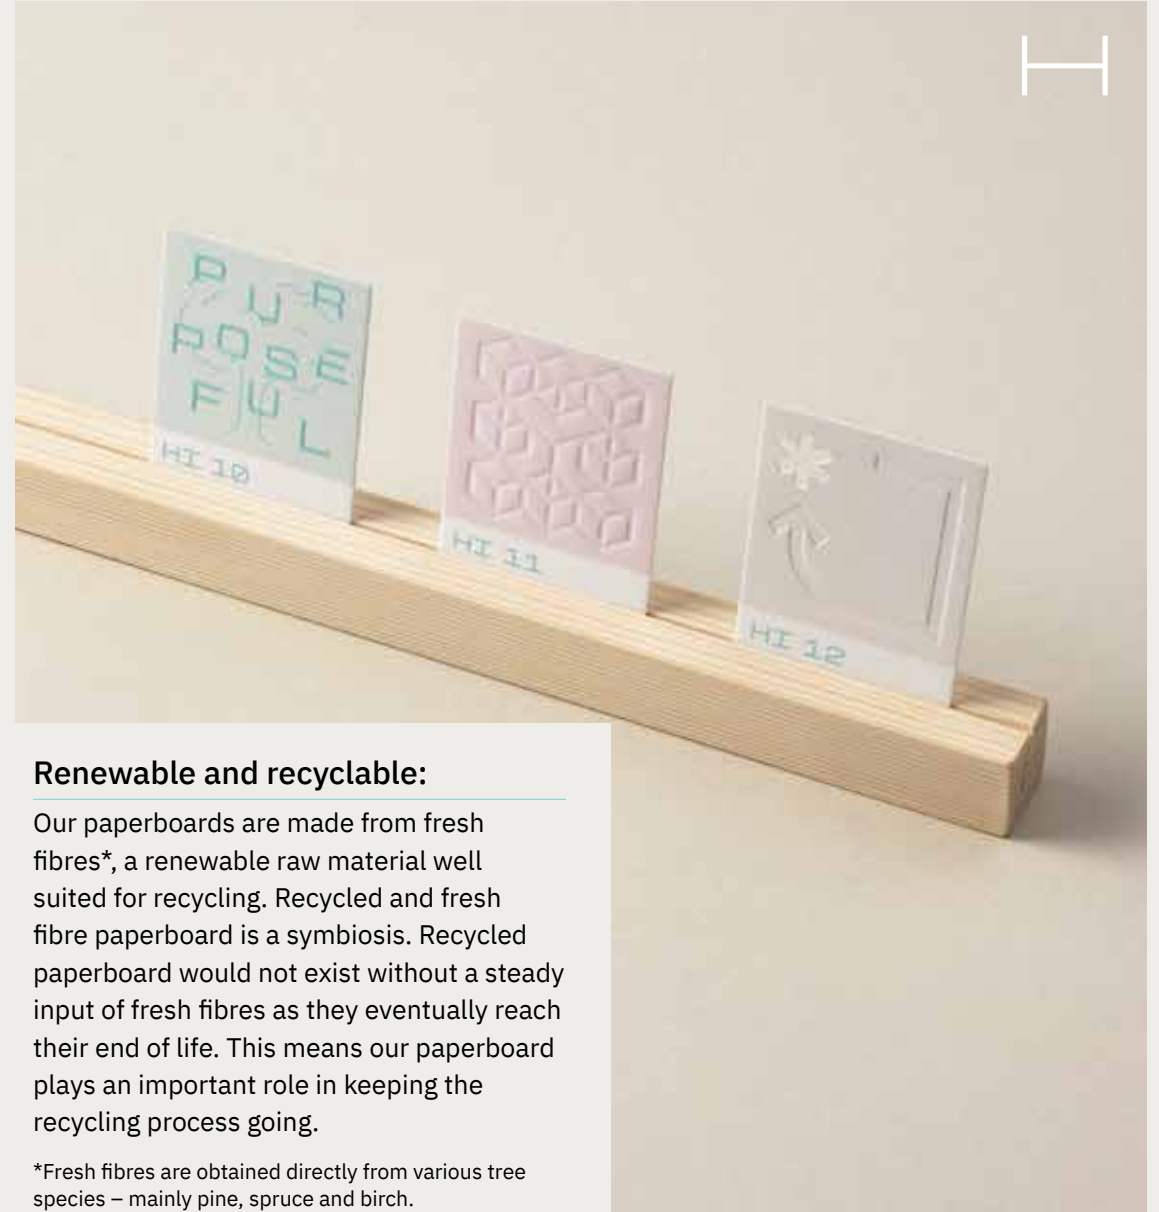 PUR
POSE
FUL
HI 10
HI 11
HI 12
Renewable and recyclable:
Our paperboards are made from fresh
fibres*, a renewable raw material well
suited for recycling. Recycled and fresh
fibre paperboard is a symbiosis. Recycled
paperboard would not exist without a steady
input of fresh fibres as they eventually reach
their end of life. This means our paperboard
plays an important role in keeping the
recycling process going.
*Fresh fibres are obtained directly from various tree
species – mainly pine, spruce and birch.